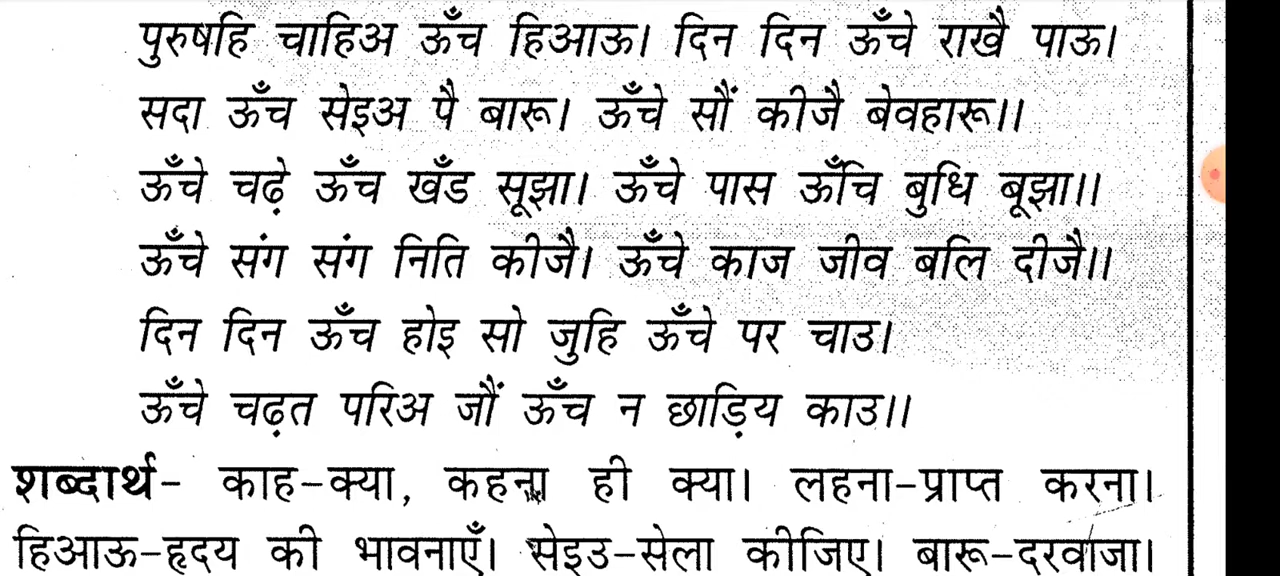 पुरुषहि चाहिअ ऊँच हिआऊ। दिन दिन ऊँचे राखै पाऊ।
सदा ऊँच सेइअ पै बारू। ऊँचे सौं कीजै बेवहारू।।
ऊँचे चढ़े ऊँच खँड सूझा। ऊँचे पास ऊँचि बुधि बूझा।।
ऊँचे संग संग निति कीजै। ऊँचे काज जीव बलि दीजै।।
दिन दिन ऊँच होइ सो जुहि ऊँचे पर चाउ।
ऊँचे चढ़त परिअ जौं ऊँच न छाड़िय काउ।।
शब्दार्थ- काह-क्या, कहना ही क्या। लहना-प्राप्त करना।
हिआऊ-हृदय की भावनाएँ। सेइउ-सेला कीजिए। बारू-दरवाजा।